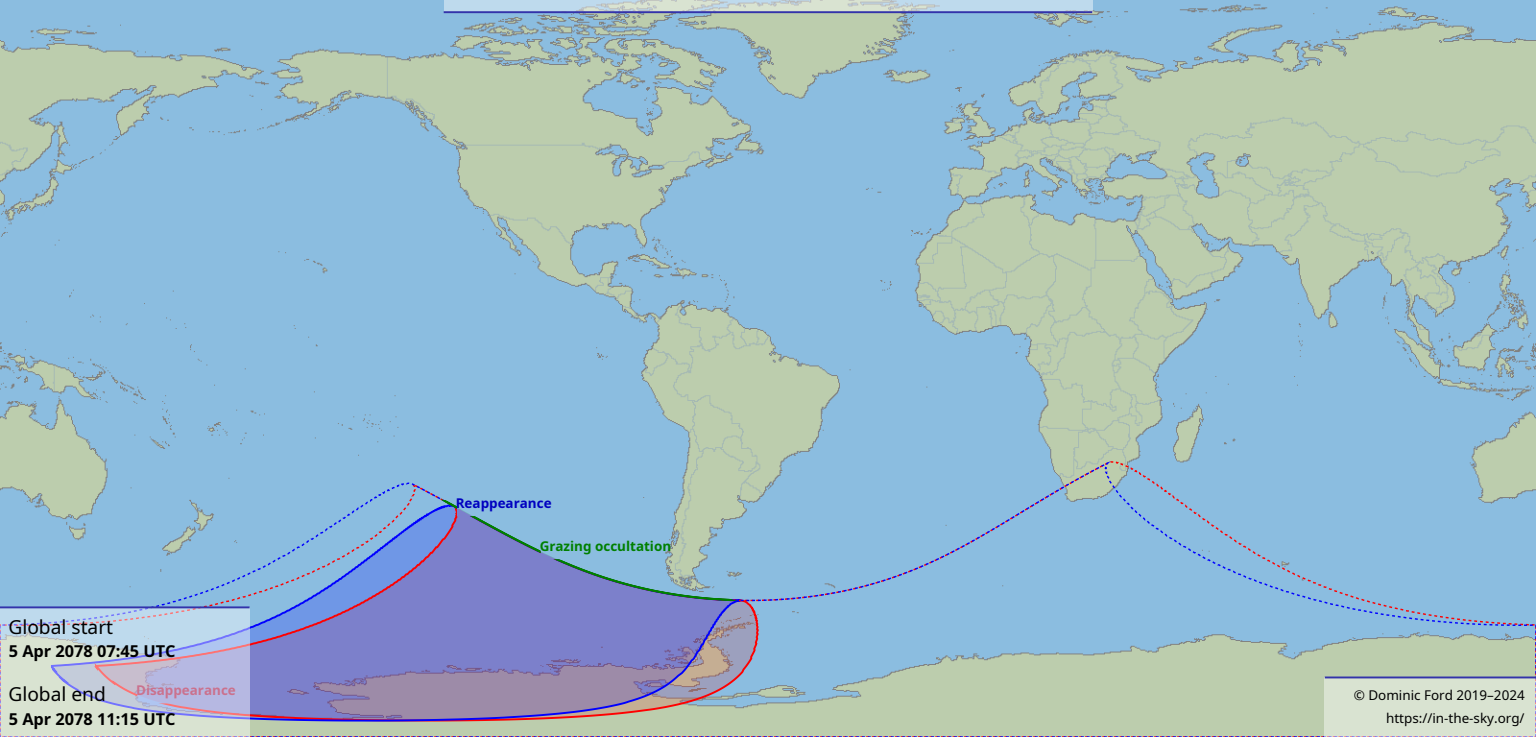 Reappearance
Grazing occultation
Global start
5 Apr 2078 07:45 UTC
Disappearance
Global end
5 Apr 2078 11:15 UTC
© Dominic Ford 2019–2024
https://in-the-sky.org/